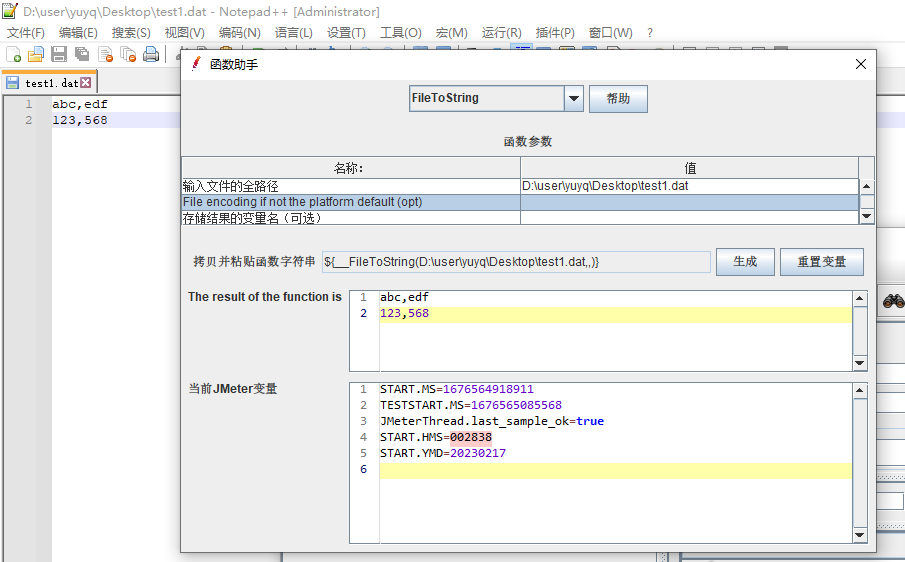 D:\user\yuyq\Desktop\test1.dat - Notepad++ [Administrator]
文件(F) 编辑(E) 搜索(S) 视图(V) 编码(N) 语言(L) 设置(T) 工具(O) 宏(M) 运行(R) 插件(P) 窗口(W) ?
test1.dat
1 abc,edf
2 123,568
函数助手
FileToString
帮助
函数参数
名称: 值
输入文件的全路径 D:\user\yuyq\Desktop\test1.dat
File encoding if not the platform default (opt)
存储结果的变量名（可选）
拷贝并粘贴函数字符串 ${__FileToString(D:\user\yuyq\Desktop\test1.dat,,)} 生成 重置变量
The result of the function is
1 abc,edf
2 123,568
当前JMeter变量
1 START.MS=1676564918911
2 TESTSTART.MS=1676565085568
3 JMeterThread.last_sample_ok=true
4 START.HMS=002838
5 START.YMD=20230217
6